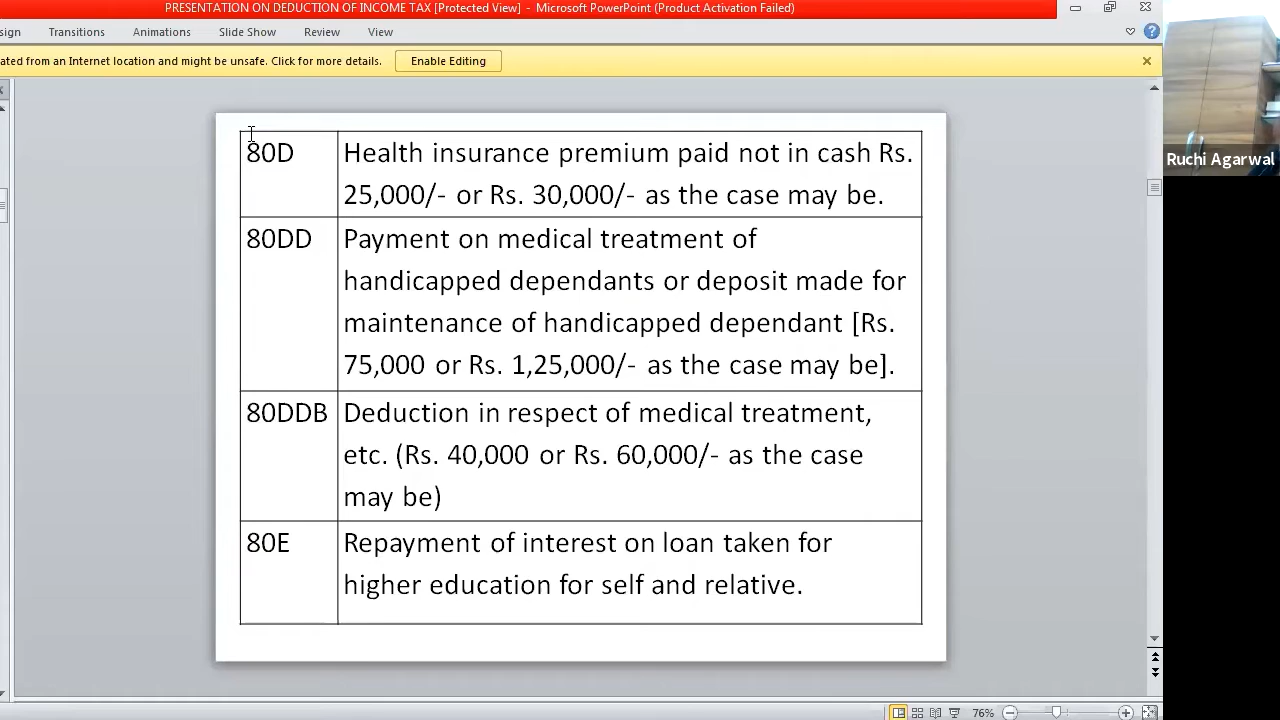 PRESENTATION ON DEDUCTION OF INCOME TAX [Protected View] - Microsoft PowerPoint (Product Activation Failed)
sign Transitions Animations Slide Show Review View
ated from an Internet location and might be unsafe. Click for more details. Enable Editing
Ruchi Agarwal
80D Health insurance premium paid not in cash Rs.
25,000/- or Rs. 30,000/- as the case may be.
80DD Payment on medical treatment of
handicapped dependants or deposit made for
maintenance of handicapped dependant [Rs.
75,000 or Rs. 1,25,000/- as the case may be].
80DDB Deduction in respect of medical treatment,
etc. (Rs. 40,000 or Rs. 60,000/- as the case
may be)
80E Repayment of interest on loan taken for
higher education for self and relative.
76%